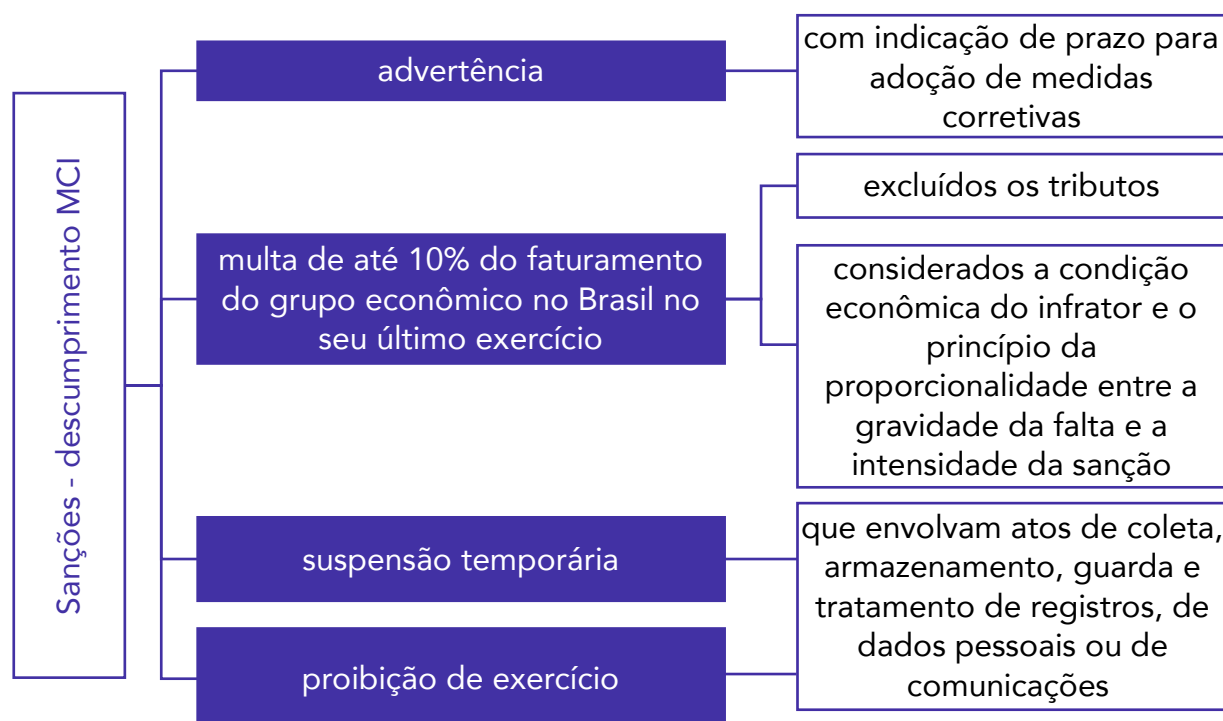 Sanções - descumprimento MCI
advertência
com indicação de prazo para
adoção de medidas
corretivas
multa de até 10% do faturamento
do grupo econômico no Brasil no
seu último exercício
excluídos os tributos
considerados a condição
econômica do infrator e o
princípio da
proporcionalidade entre a
gravidade da falta e a
intensidade da sanção
suspensão temporária
proibição de exercício
que envolvam atos de coleta,
armazenamento, guarda e
tratamento de registros, de
dados pessoais ou de
comunicações